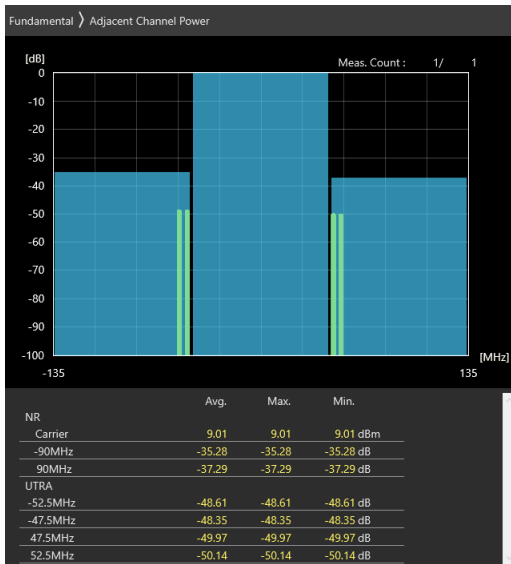 Fundamental 〉 Adjacent Channel Power
[dB]
Meas. Count : 1/ 1
0
-10
-20
-30
-40
-50
-60
-70
-80
-90
-100
[MHz]
-135 135
Avg. Max. Min.
NR
Carrier 9.01 9.01 9.01 dBm
-90MHz -35.28 -35.28 -35.28 dB
90MHz -37.29 -37.29 -37.29 dB
UTRA
-52.5MHz -48.61 -48.61 -48.61 dB
-47.5MHz -48.35 -48.35 -48.35 dB
47.5MHz -49.97 -49.97 -49.97 dB
52.5MHz -50.14 -50.14 -50.14 dB